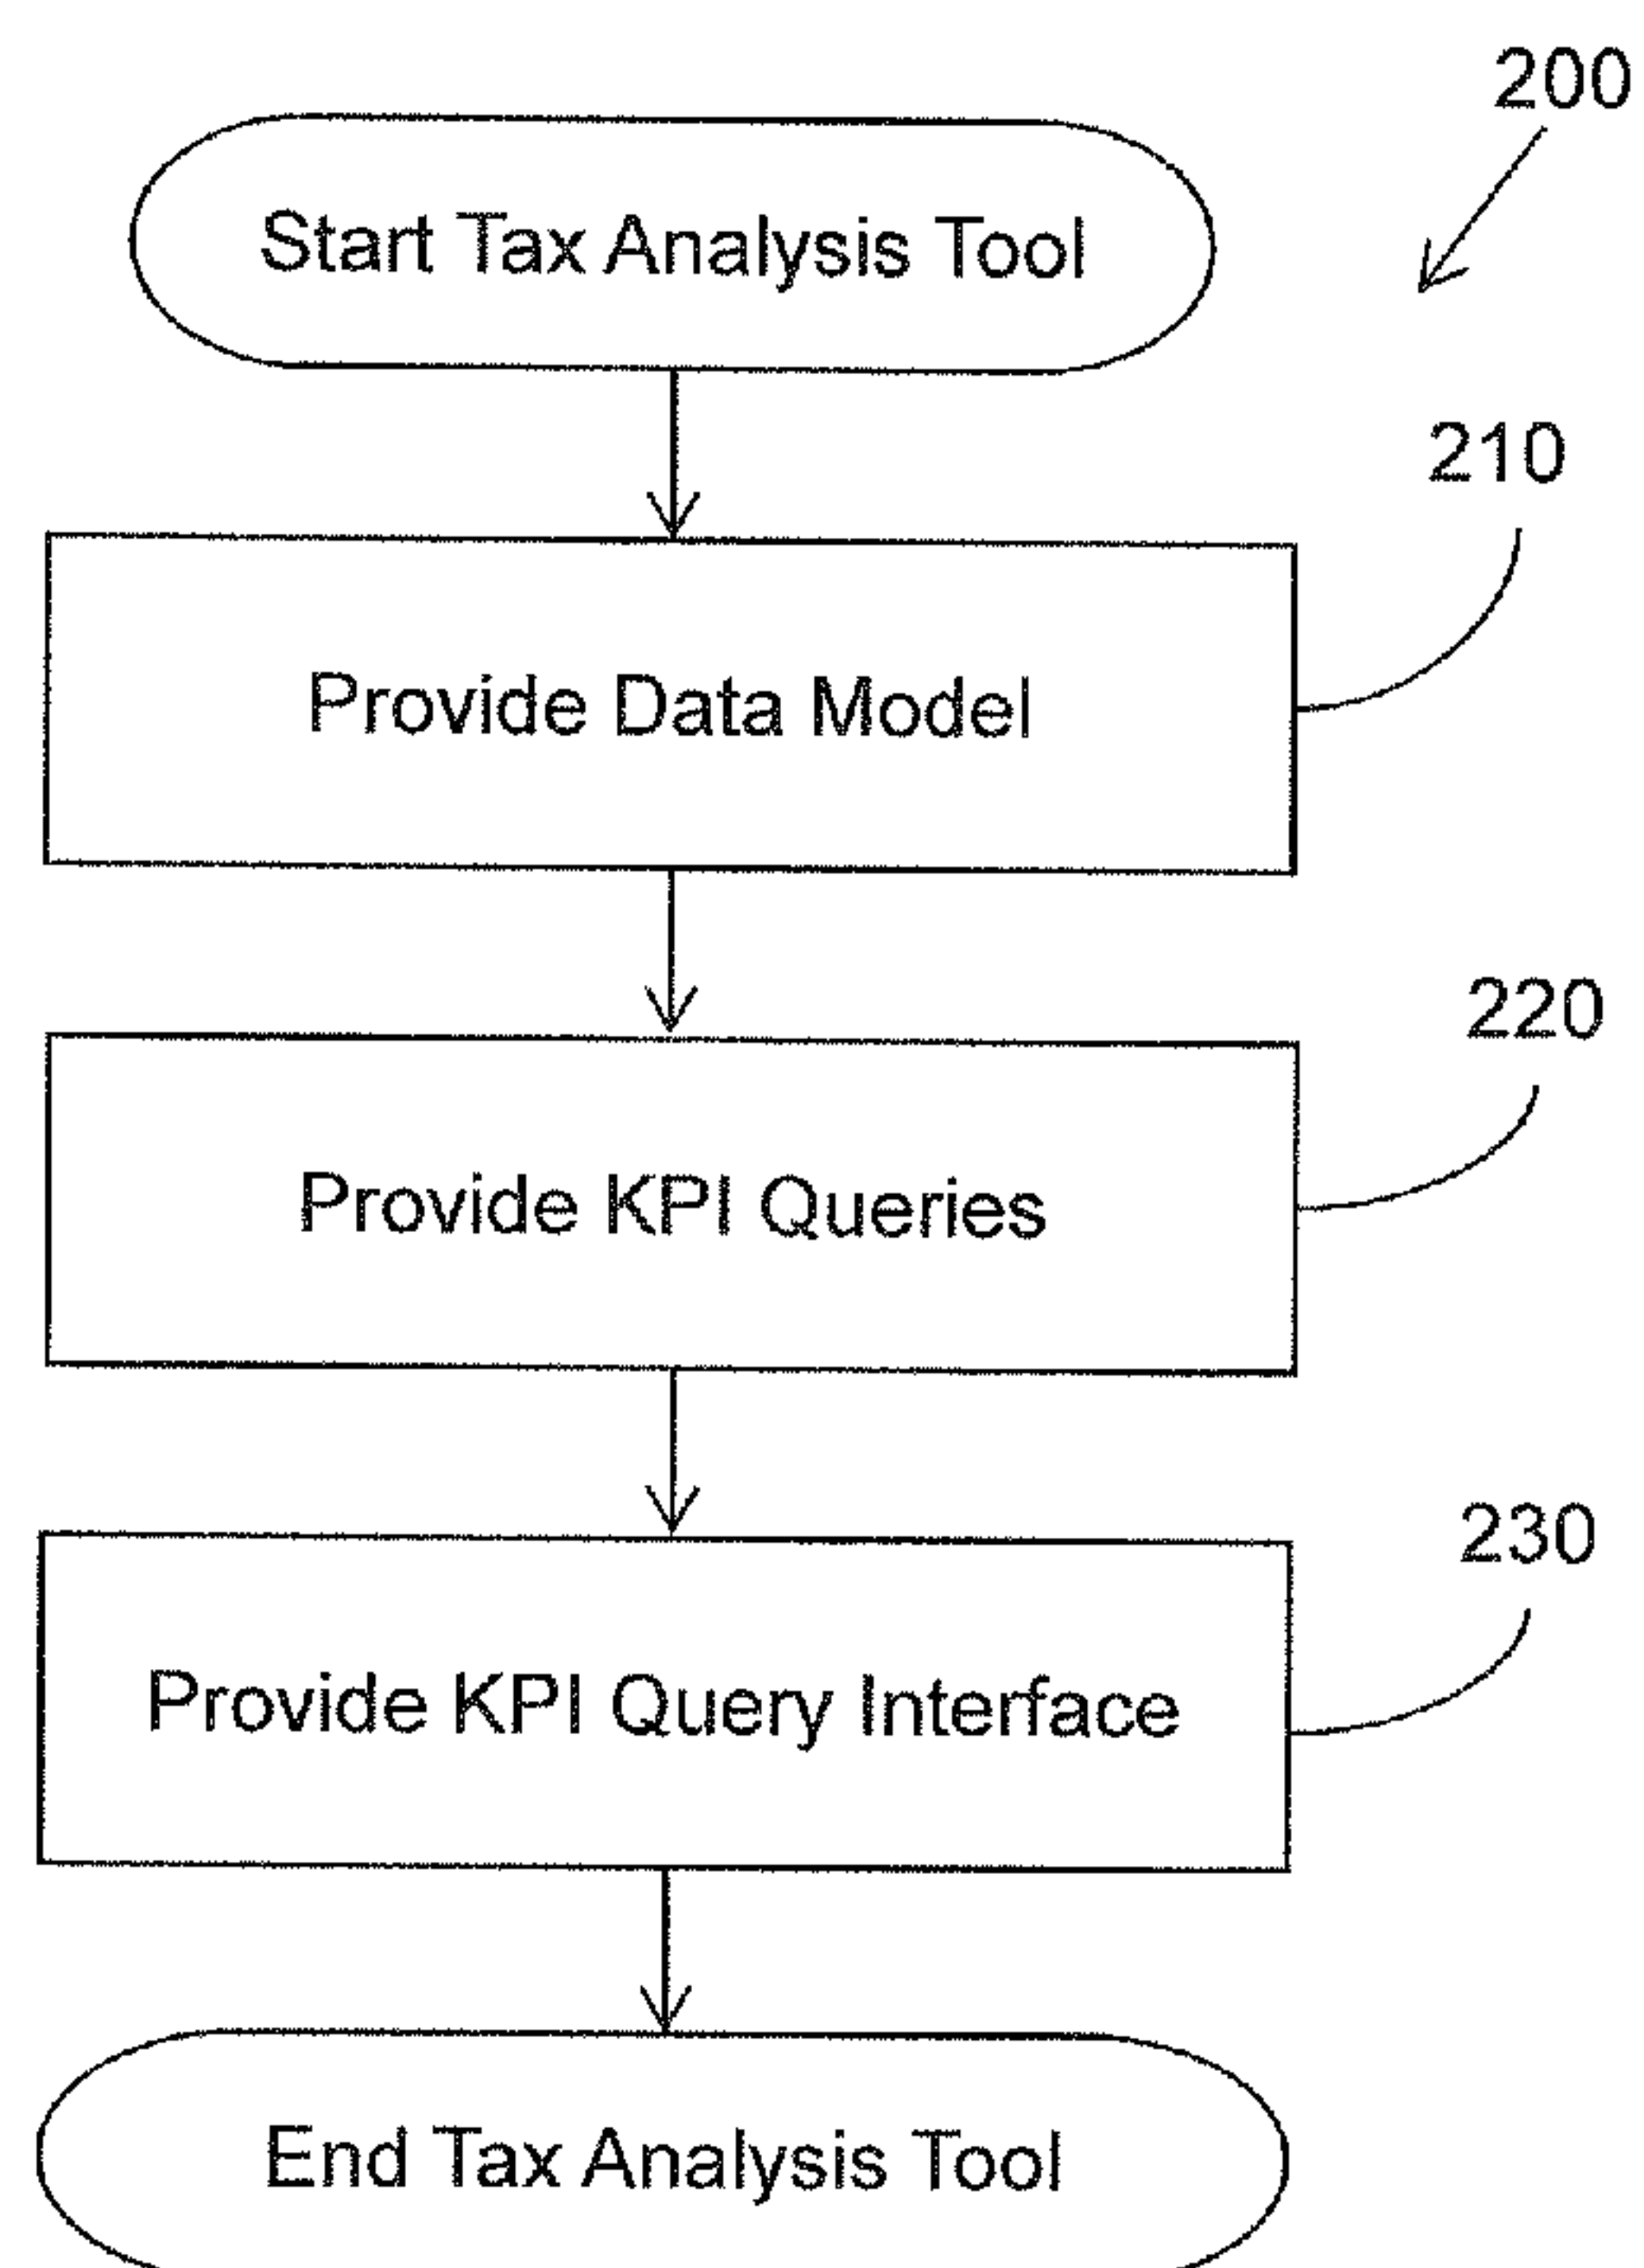 200
Start Tax Analysis Tool
210
Provide Data Model
220
Provide KPI Queries
230
Provide KPI Query Interface
End Tax Analysis Tool